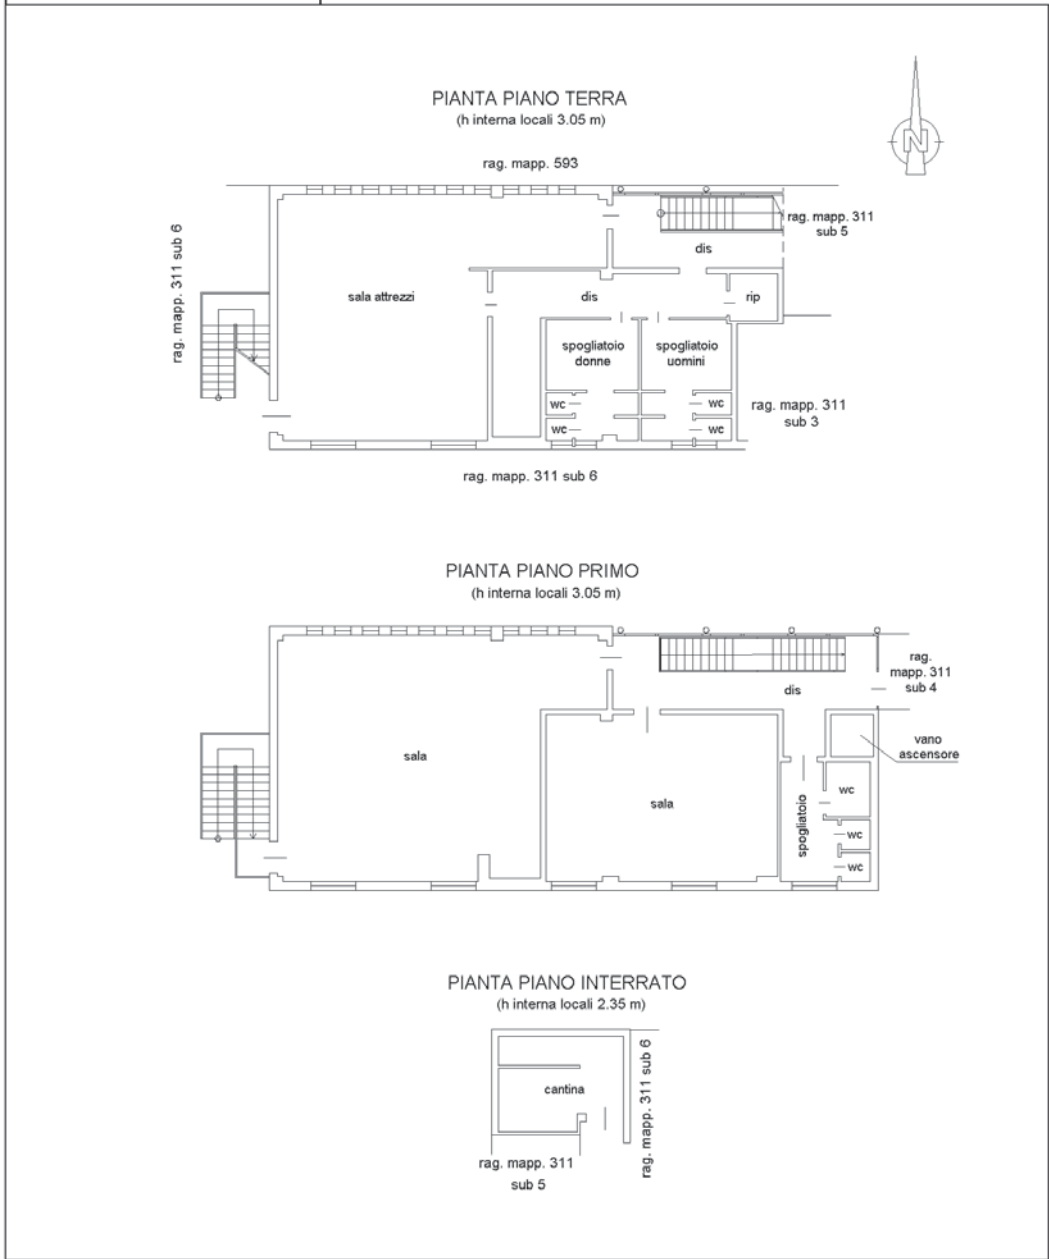 PIANTA PIANO TERRA
(h interna locali 3.05 m)
N
rag. mapp. 593
rag. mapp. 311 sub 6
rag. mapp. 311
sub 5
dis
sala attrezzi
dis
rip
spogliatoio
donne
spogliatoio
uomini
wc
wc
wc
wc
rag. mapp. 311
sub 3
rag. mapp. 311 sub 6
PIANTA PIANO PRIMO
(h interna locali 3.05 m)
rag.
mapp. 311
sub 4
dis
vano
ascensore
sala
sala
spogliatoio
wc
wc
wc
PIANTA PIANO INTERRATO
(h interna locali 2.35 m)
cantina
rag. mapp. 311 sub 6
rag. mapp. 311
sub 5